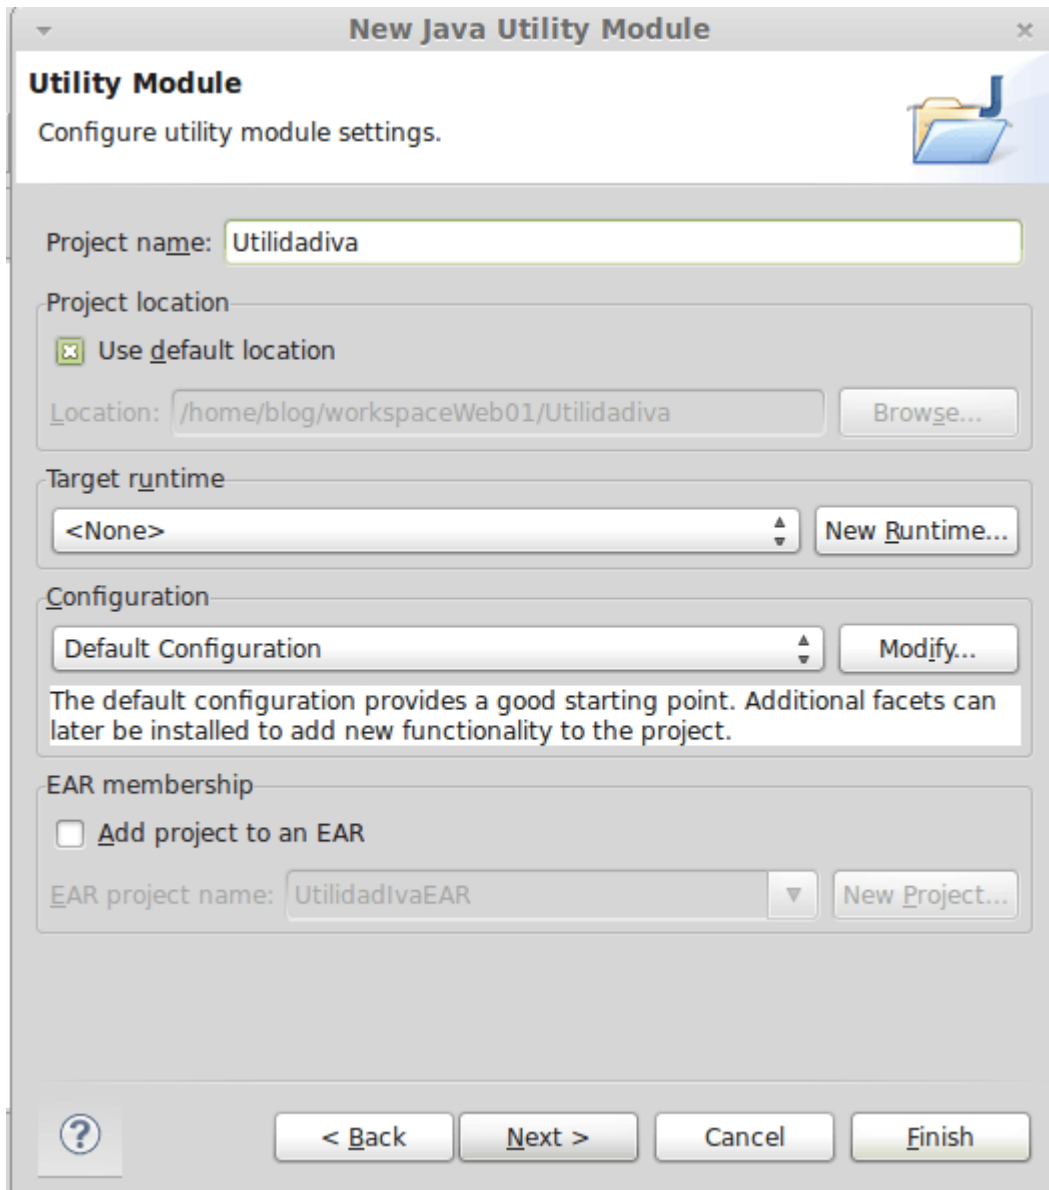 New Java Utility Module
Utility Module
Configure utility module settings.
Project name: Utilidadiva
Project location
Use default location
Location: /home/blog/workspaceWeb01/Utilidadiva Browse...
Target runtime
<None> New Runtime...
Configuration
Default Configuration Modify...
The default configuration provides a good starting point. Additional facets can
later be installed to add new functionality to the project.
EAR membership
Add project to an EAR
EAR project name: UtilidadIvaEAR New Project...
? < Back Next > Cancel Finish